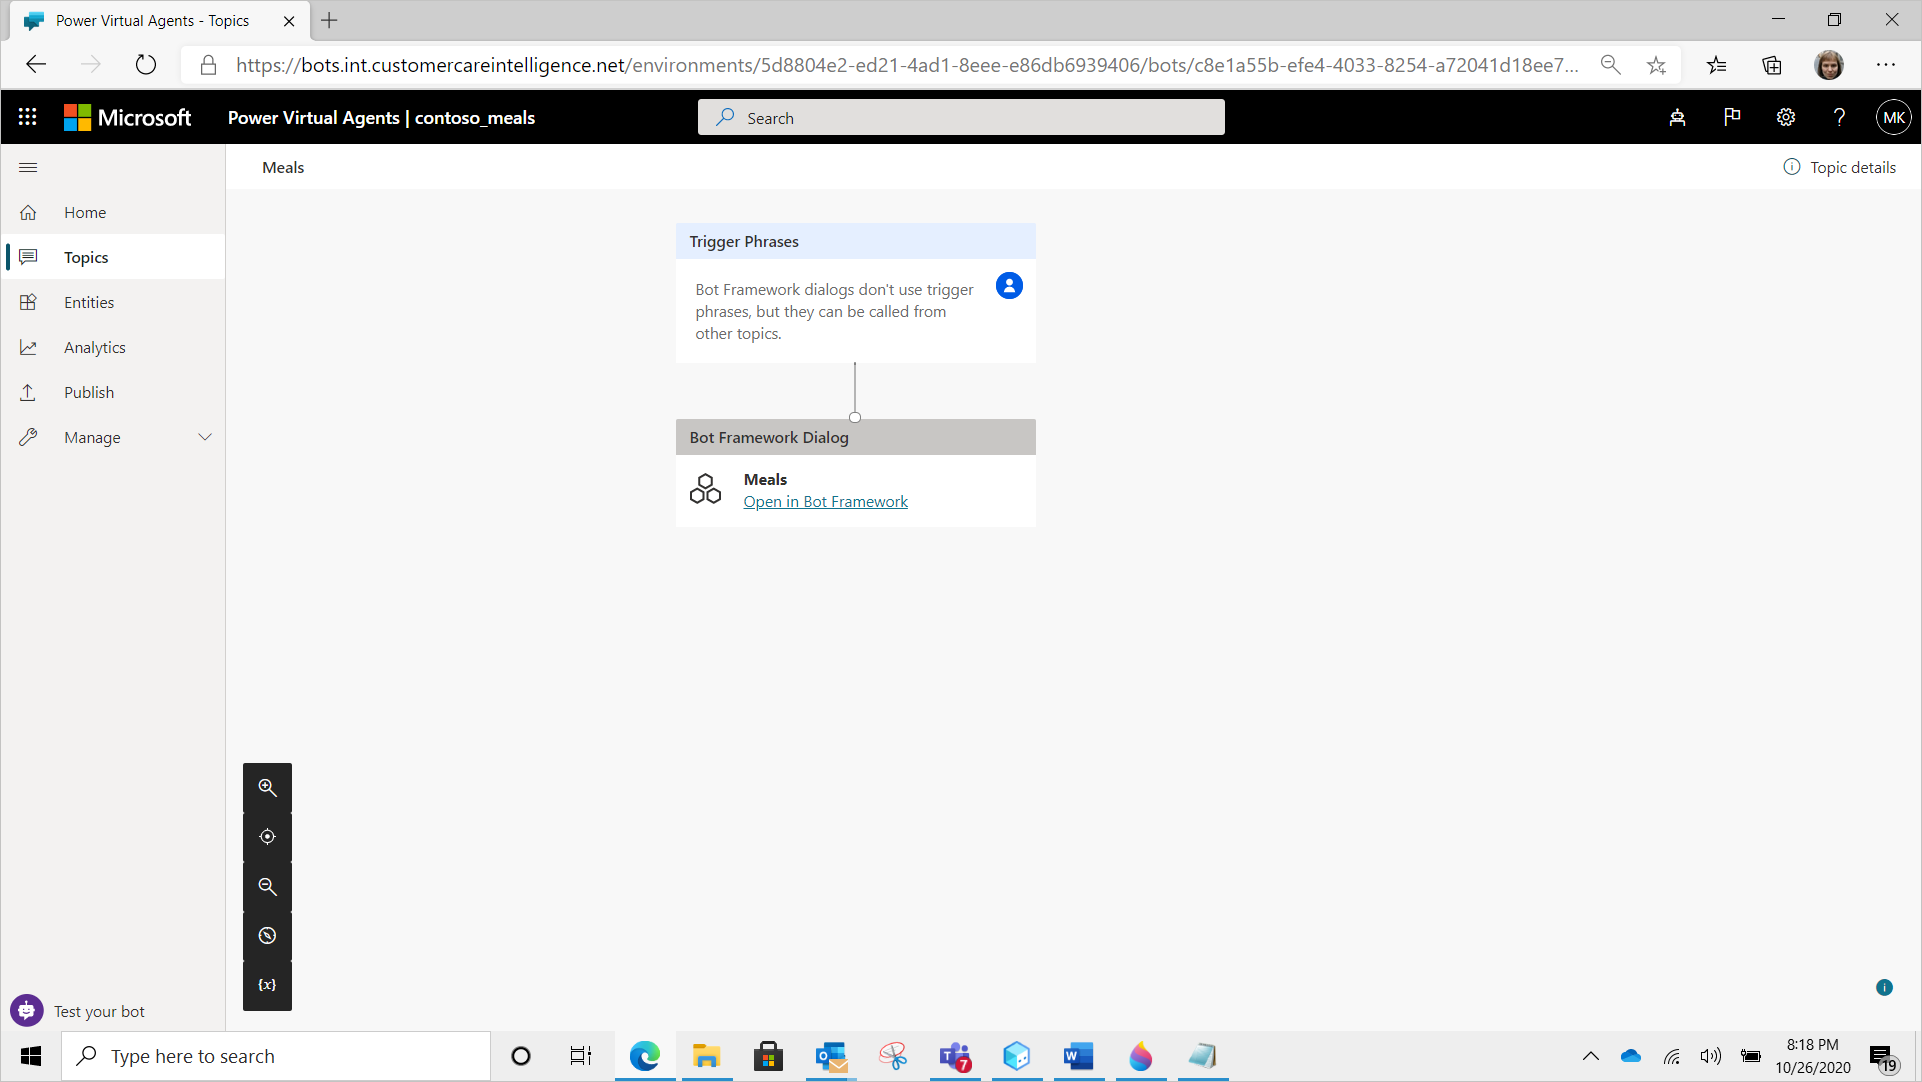 Power Virtual Agents - Topics
https://bots.int.customercareintelligence.net/environments/5d8804e2-ed21-4ad1-8eee-e86db6939406/bots/c8e1a55b-efe4-4033-8254-a72041d18ee7...
Microsoft
Power Virtual Agents | contoso_meals
Search
MK
Meals
Topic details
Home
Topics
Entities
Analytics
Publish
Manage
Trigger Phrases
Bot Framework dialogs don't use trigger
phrases, but they can be called from
other topics.
Bot Framework Dialog
Meals
Open in Bot Framework
{x}
Test your bot
Type here to search
7
8:18 PM
10/26/2020
19